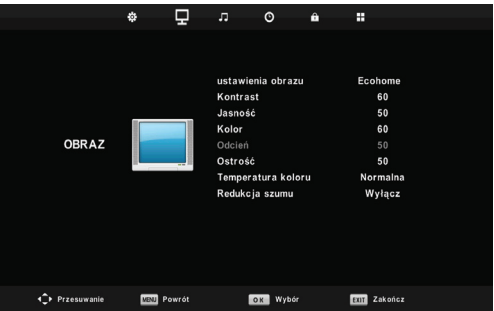 ustawienia obrazu Ecohome
Kontrast 60
Jasność 50
Kolor 60
OBRAZ
Odcień 50
Ostrość 50
Temperatura koloru Normalna
Redukcja szumu Wyłącz
Przesuwanie MENU Powrót OK Wybór EXIT Zakończ